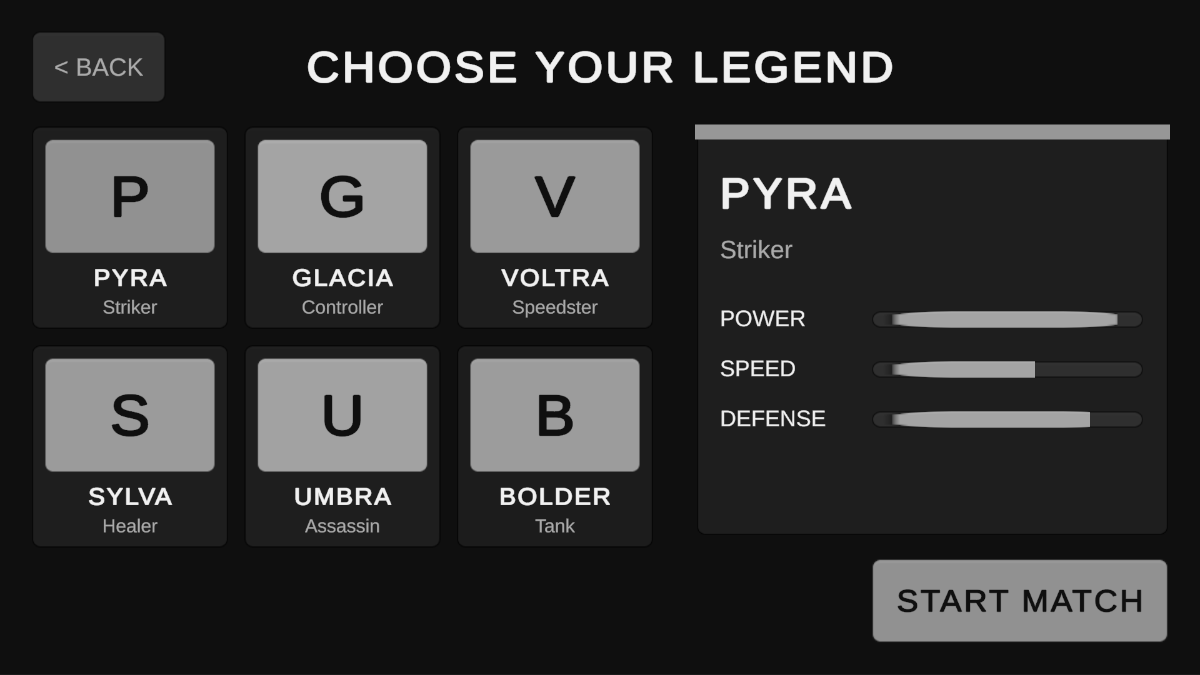 < BACK
CHOOSE YOUR LEGEND
P
PYRA
Striker
G
GLACIA
Controller
V
VOLTRA
Speedster
S
SYLVA
Healer
U
UMBRA
Assassin
B
BOLDER
Tank
PYRA
Striker
POWER
SPEED
DEFENSE
START MATCH